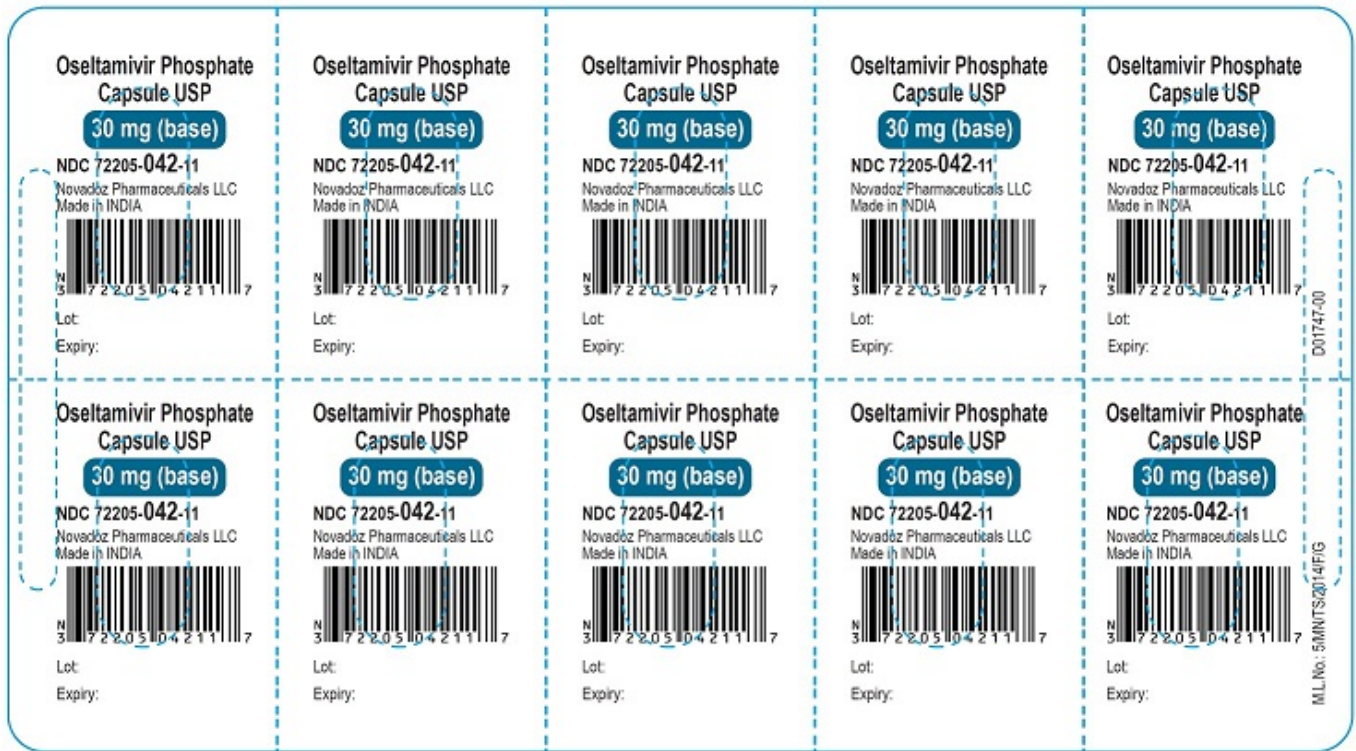 Oseltamivir Phosphate
Capsule USP
30 mg (base)
NDC 72205-042-11
Novadoz Pharmaceuticals LLC
Made in INDIA
N
3 72205 04211 7
Lot:
Expiry:
Oseltamivir Phosphate
Capsule USP
30 mg (base)
NDC 72205-042-11
Novadoz Pharmaceuticals LLC
Made in INDIA
N
3 72205 04211 7
Lot:
Expiry:
Oseltamivir Phosphate
Capsule USP
30 mg (base)
NDC 72205-042-11
Novadoz Pharmaceuticals LLC
Made in INDIA
N
3 72205 04211 7
Lot:
Expiry:
Oseltamivir Phosphate
Capsule USP
30 mg (base)
NDC 72205-042-11
Novadoz Pharmaceuticals LLC
Made in INDIA
N
3 72205 04211 7
Lot:
Expiry:
Oseltamivir Phosphate
Capsule USP
30 mg (base)
NDC 72205-042-11
Novadoz Pharmaceuticals LLC
Made in INDIA
N
3 72205 04211 7
Lot:
Expiry:
D01747-00
Oseltamivir Phosphate
Capsule USP
30 mg (base)
NDC 72205-042-11
Novadoz Pharmaceuticals LLC
Made in INDIA
N
3 72205 04211 7
Lot:
Expiry:
Oseltamivir Phosphate
Capsule USP
30 mg (base)
NDC 72205-042-11
Novadoz Pharmaceuticals LLC
Made in INDIA
N
3 72205 04211 7
Lot:
Expiry:
Oseltamivir Phosphate
Capsule USP
30 mg (base)
NDC 72205-042-11
Novadoz Pharmaceuticals LLC
Made in INDIA
N
3 72205 04211 7
Lot:
Expiry:
Oseltamivir Phosphate
Capsule USP
30 mg (base)
NDC 72205-042-11
Novadoz Pharmaceuticals LLC
Made in INDIA
N
3 72205 04211 7
Lot:
Expiry:
Oseltamivir Phosphate
Capsule USP
30 mg (base)
NDC 72205-042-11
Novadoz Pharmaceuticals LLC
Made in INDIA
N
3 72205 04211 7
Lot:
Expiry:
M.L.No.: 5/MN/TS/2014/F/G